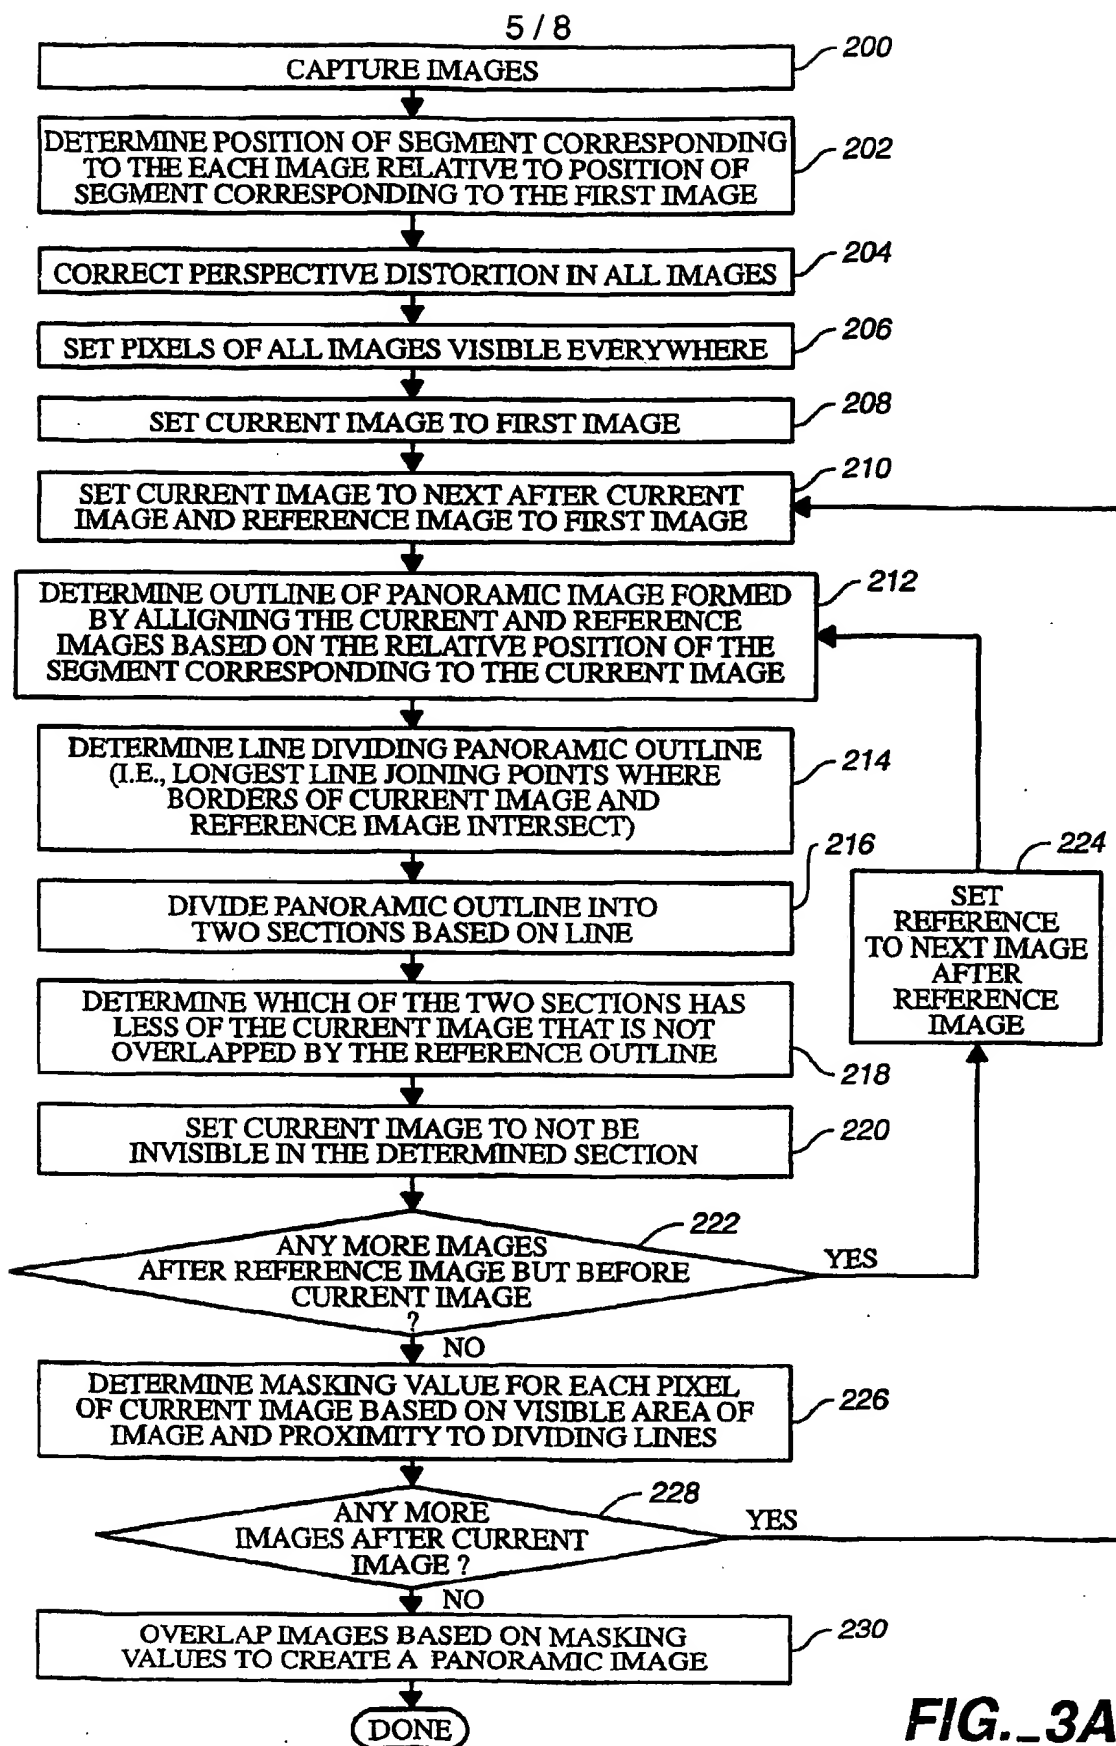 5 / 8
CAPTURE IMAGES
200
DETERMINE POSITION OF SEGMENT CORRESPONDING
TO THE EACH IMAGE RELATIVE TO POSITION OF
SEGMENT CORRESPONDING TO THE FIRST IMAGE
202
CORRECT PERSPECTIVE DISTORTION IN ALL IMAGES
204
SET PIXELS OF ALL IMAGES VISIBLE EVERYWHERE
206
SET CURRENT IMAGE TO FIRST IMAGE
208
SET CURRENT IMAGE TO NEXT AFTER CURRENT
IMAGE AND REFERENCE IMAGE TO FIRST IMAGE
210
DETERMINE OUTLINE OF PANORAMIC IMAGE FORMED
BY ALLIGNING THE CURRENT AND REFERENCE
IMAGES BASED ON THE RELATIVE POSITION OF THE
SEGMENT CORRESPONDING TO THE CURRENT IMAGE
212
DETERMINE LINE DIVIDING PANORAMIC OUTLINE
(I.E., LONGEST LINE JOINING POINTS WHERE
BORDERS OF CURRENT IMAGE AND
REFERENCE IMAGE INTERSECT)
214
DIVIDE PANORAMIC OUTLINE INTO
TWO SECTIONS BASED ON LINE
216
DETERMINE WHICH OF THE TWO SECTIONS HAS
LESS OF THE CURRENT IMAGE THAT IS NOT
OVERLAPPED BY THE REFERENCE OUTLINE
218
SET CURRENT IMAGE TO NOT BE
INVISIBLE IN THE DETERMINED SECTION
220
ANY MORE IMAGES
AFTER REFERENCE IMAGE BUT BEFORE
CURRENT IMAGE
?
222
YES
NO
224
SET
REFERENCE
TO NEXT IMAGE
AFTER
REFERENCE
IMAGE
DETERMINE MASKING VALUE FOR EACH PIXEL
OF CURRENT IMAGE BASED ON VISIBLE AREA OF
IMAGE AND PROXIMITY TO DIVIDING LINES
226
ANY MORE
IMAGES AFTER CURRENT
IMAGE ?
228
YES
NO
OVERLAP IMAGES BASED ON MASKING
VALUES TO CREATE A PANORAMIC IMAGE
230
DONE
FIG._3A